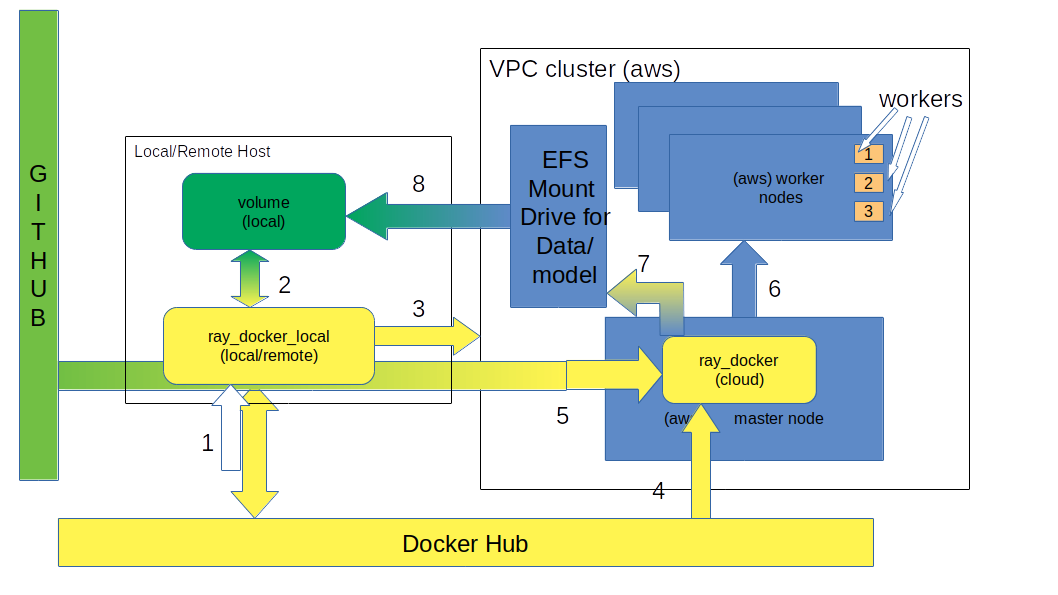 G
I
T
H
U
B
VPC cluster (aws)
workers
Local/Remote Host
volume
(local)
8
EFS
Mount
Drive for
Data/
model
(aws) worker
nodes
1
2
3
2
7
6
3
ray_docker_local
(local/remote)
ray_docker
(cloud)
5
(aw master node
1
4
Docker Hub